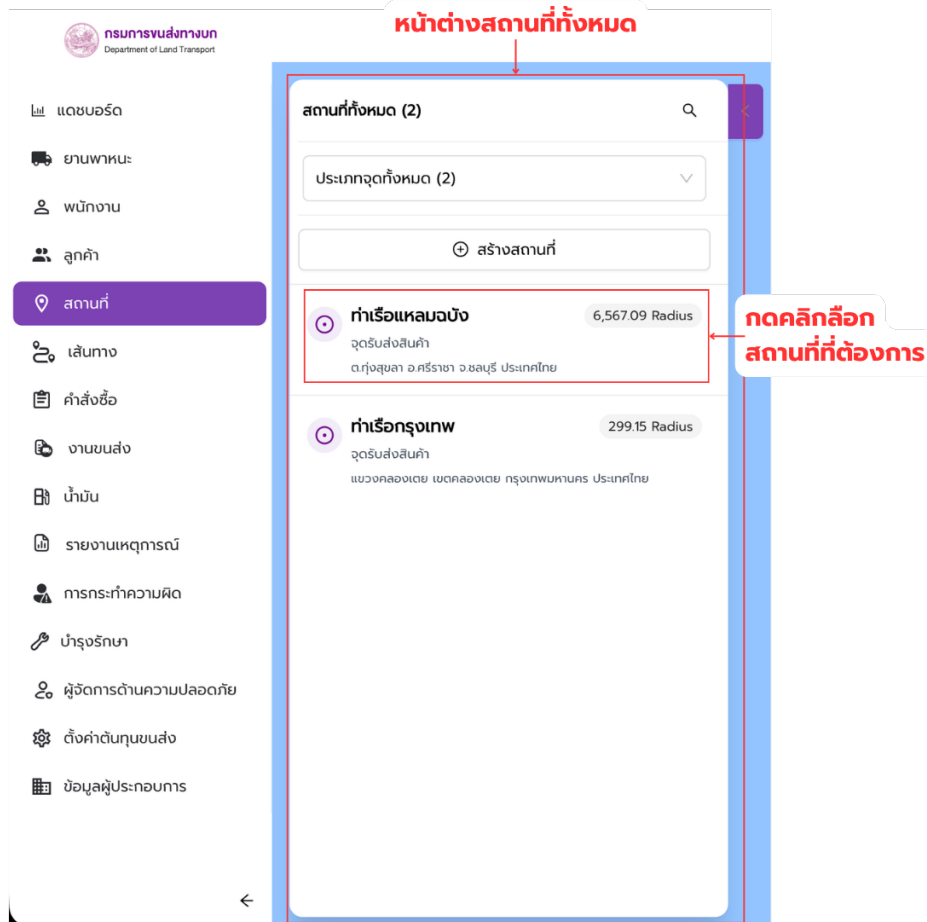 หน้าต่างสถานที่ทั้งหมด
กรมการขนส่งทางบก
Department of Land Transport
แดชบอร์ด
ยานพาหนะ
พนักงาน
ลูกค้า
สถานที่
เส้นทาง
คำสั่งซื้อ
งานขนส่ง
น้ำมัน
รายงานเหตุการณ์
การกระทำความผิด
บำรุงรักษา
ผู้จัดการด้านความปลอดภัย
ตั้งค่าต้นทุนขนส่ง
ข้อมูลผู้ประกอบการ
สถานที่ทั้งหมด (2)
ประเภทจุดทั้งหมด (2)
สร้างสถานที่
ท่าเรือแหลมฉบัง 6,567.09 Radius
จุดรับส่งสินค้า
ต.ทุ่งสุขลา อ.ศรีราชา จ.ชลบุรี ประเทศไทย
ท่าเรือกรุงเทพ 299.15 Radius
จุดรับส่งสินค้า
แขวงคลองเตย เขตคลองเตย กรุงเทพมหานคร ประเทศไทย
กดคลิกลือก
สถานที่ที่ต้องการ